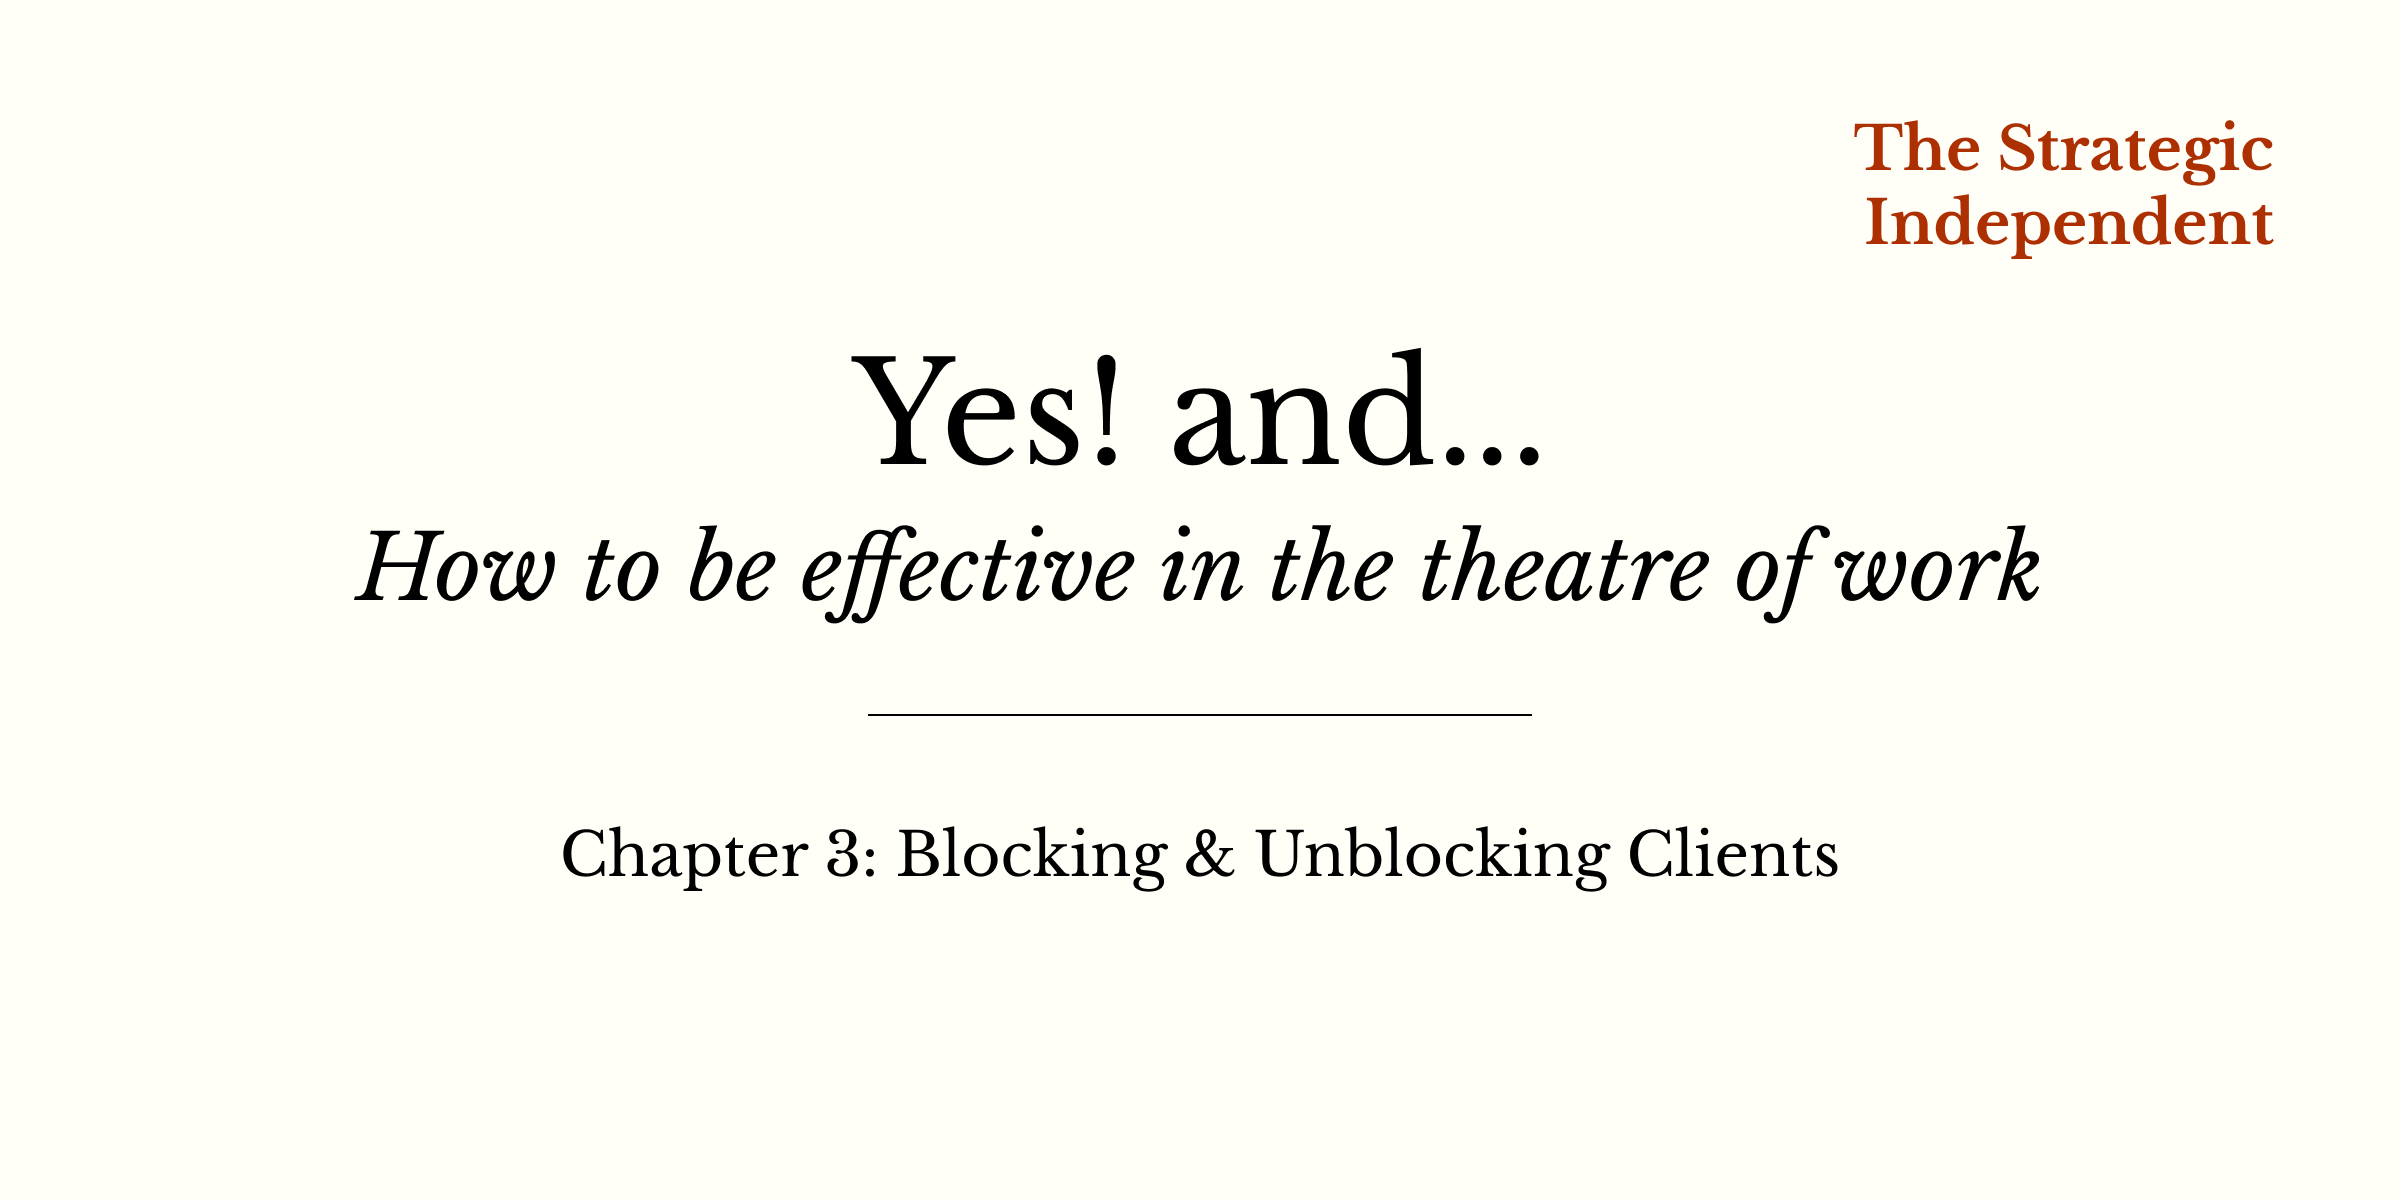 The Strategic
Independent
Yes! and...
How to be effective in the theatre of work
Chapter 3: Blocking & Unblocking Clients